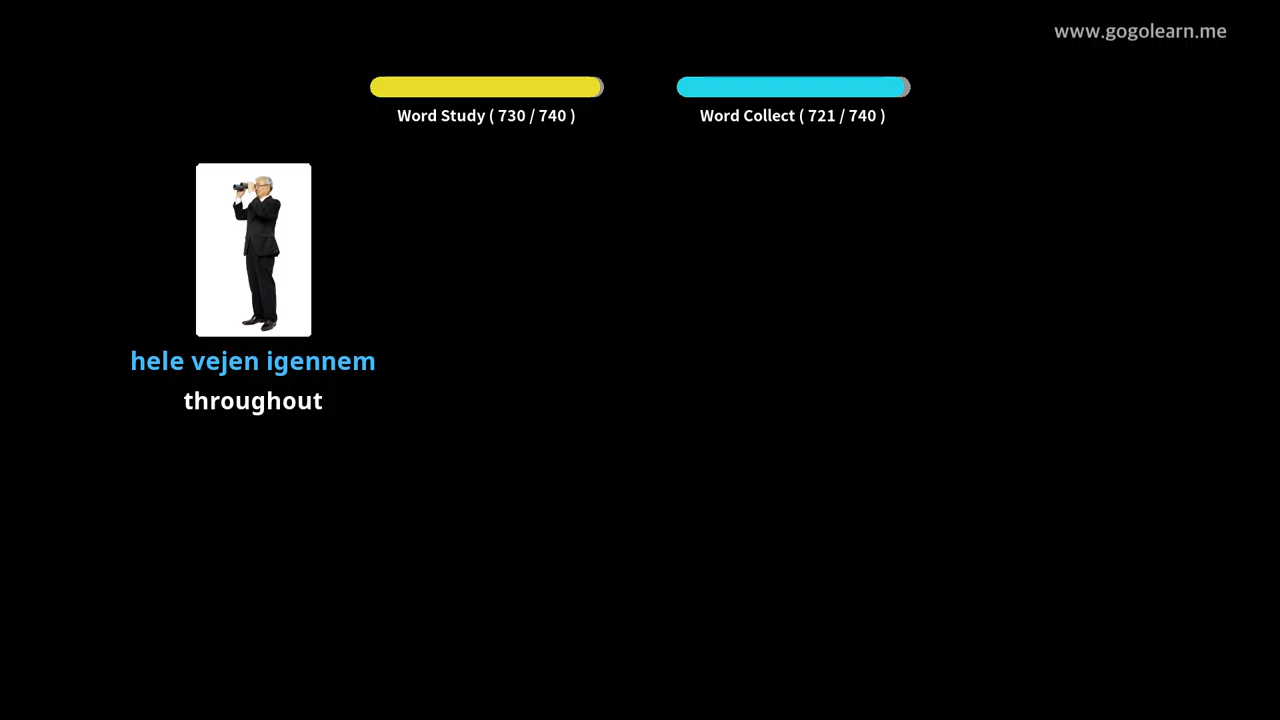 www.gogolearn.me
Word Study ( 730 / 740 )
Word Collect ( 721 / 740 )
hele vejen igennem
throughout